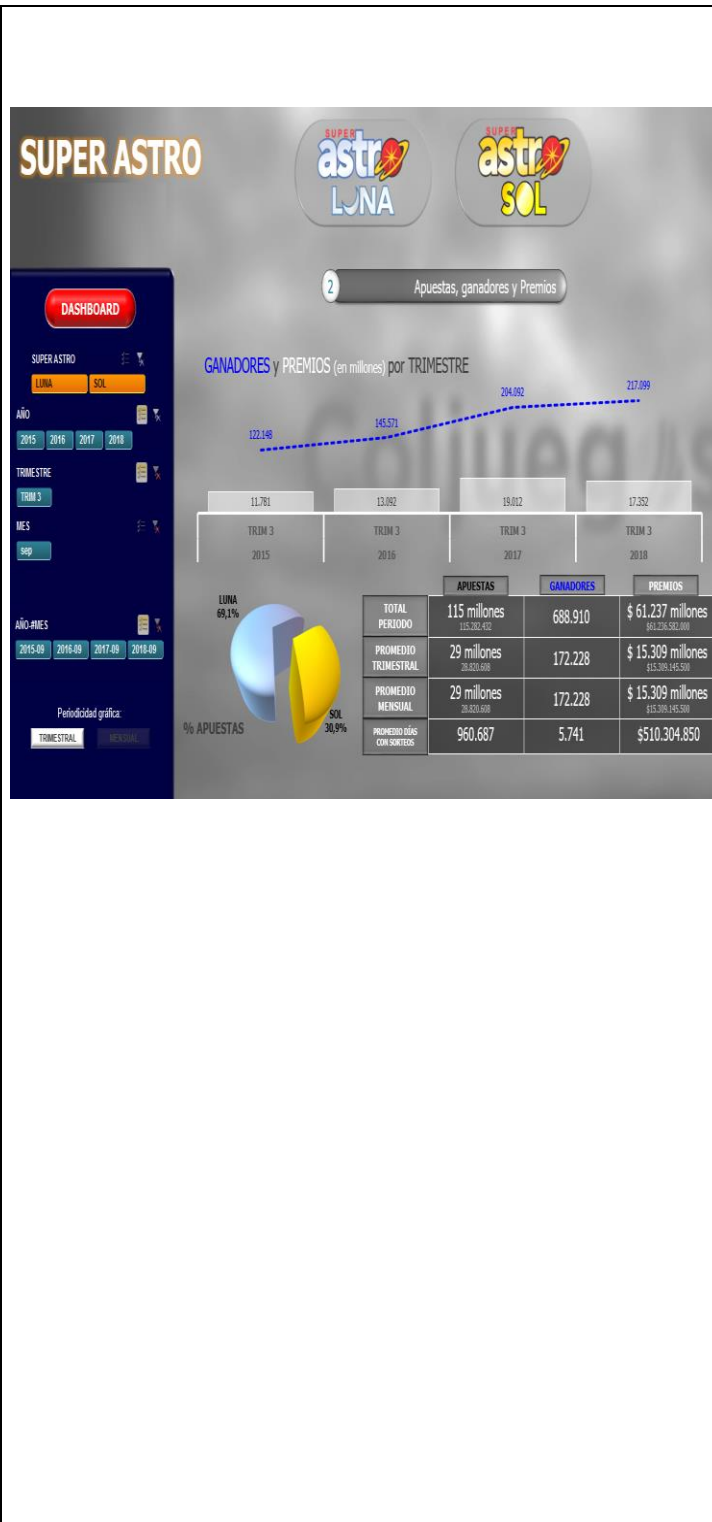 SUPER ASTRO
SUPER astro LUNA
SUPER astro SOL
2 Apuestas, ganadores y Premios
DASHBOARD
SUPER ASTRO
LUNA SOL
AÑO
2015 2016 2017 2018
TRIMESTRE
TRIM 3
MES
sep
AÑO-#MES
2015-09 2016-09 2017-09 2018-09
Periodicidad gráfica:
TRIMESTRAL MENSUAL
GANADORES y PREMIOS (en millones) por TRIMESTRE
122.148 145.571 204.092 217.099
11.781 13.092 19.012 17.352
TRIM 3 TRIM 3 TRIM 3 TRIM 3
2015 2016 2017 2018
LUNA
69,1%
SOL
30,9%
% APUESTAS
APUESTAS GANADORES PREMIOS
TOTAL PERIODO 115 millones 688.910 $ 61.237 millones
115.282.432 $61.236.582.000
PROMEDIO TRIMESTRAL 29 millones 172.228 $ 15.309 millones
28.820.608 $15.309.145.500
PROMEDIO MENSUAL 29 millones 172.228 $ 15.309 millones
28.820.608 $15.309.145.500
PROMEDIO DÍAS CON SORTEOS 960.687 5.741 $510.304.850